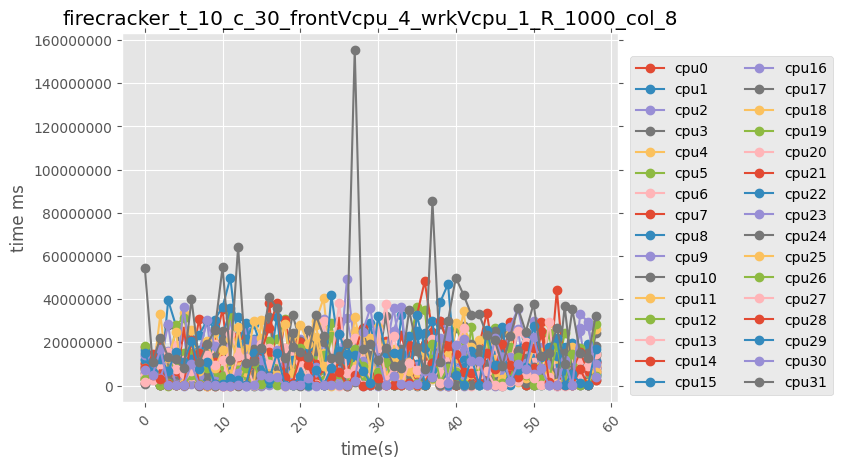 firecracker_t_10_c_30_frontVcpu_4_wrkVcpu_1_R_1000_col_8
160000000
140000000
120000000
100000000
80000000
60000000
40000000
20000000
0
time ms
0
10
20
30
40
50
60
time(s)
cpu0
cpu1
cpu2
cpu3
cpu4
cpu5
cpu6
cpu7
cpu8
cpu9
cpu10
cpu11
cpu12
cpu13
cpu14
cpu15
cpu16
cpu17
cpu18
cpu19
cpu20
cpu21
cpu22
cpu23
cpu24
cpu25
cpu26
cpu27
cpu28
cpu29
cpu30
cpu31